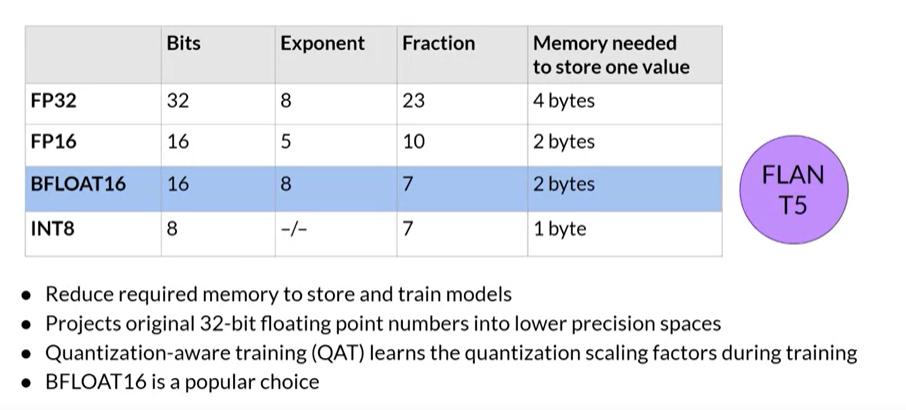 Bits Exponent Fraction Memory needed
to store one value
FP32 32 8 23 4 bytes
FP16 16 5 10 2 bytes
BFLOAT16 16 8 7 2 bytes
INT8 8 -/- 7 1 byte
FLAN
T5
• Reduce required memory to store and train models
• Projects original 32-bit floating point numbers into lower precision spaces
• Quantization-aware training (QAT) learns the quantization scaling factors during training
• BFLOAT16 is a popular choice